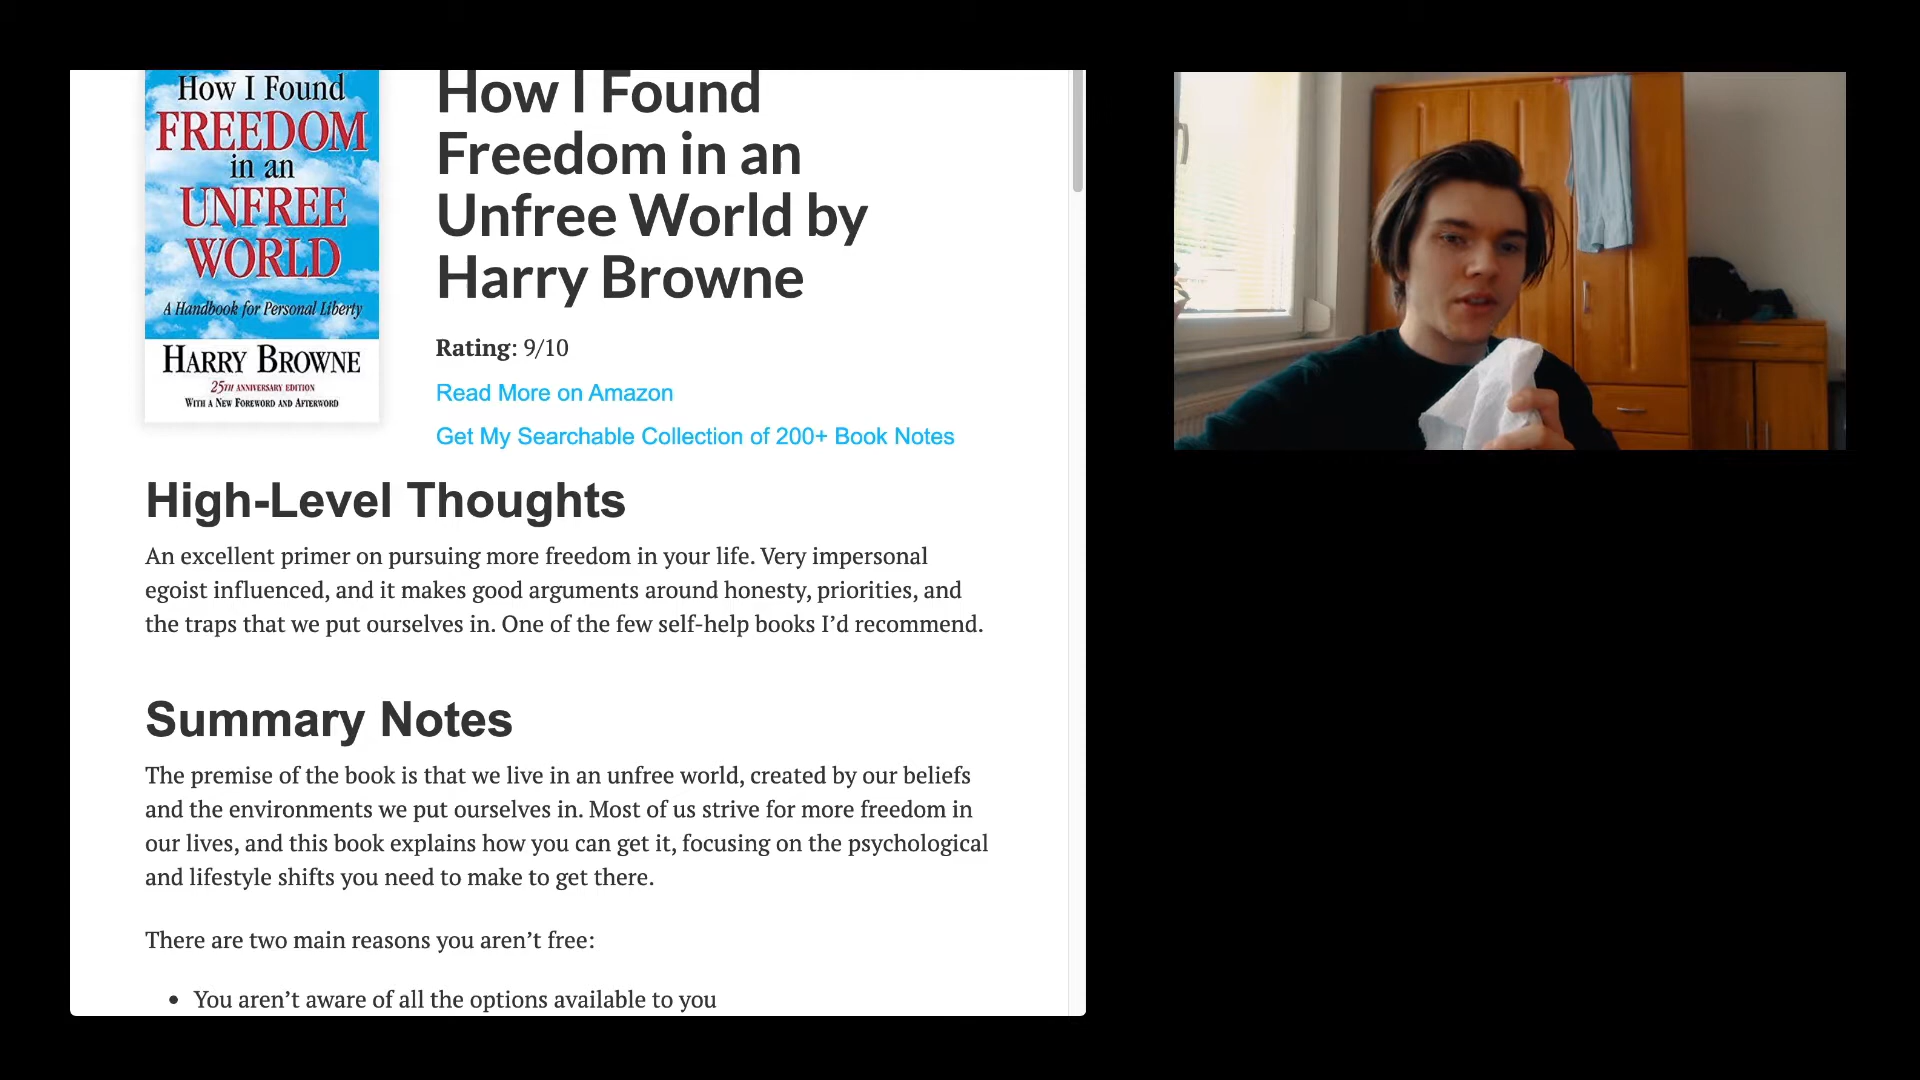 How I Found
FREEDOM
in an
UNFREE
WORLD
A Handbook for Personal Liberty
HARRY BROWNE
25TH ANNIVERSARY EDITION
WITH A NEW FOREWORD AND AFTERWORD
How I Found
Freedom in an
Unfree World by
Harry Browne
Rating: 9/10
Read More on Amazon
Get My Searchable Collection of 200+ Book Notes
High-Level Thoughts
An excellent primer on pursuing more freedom in your life. Very impersonal
egoist influenced, and it makes good arguments around honesty, priorities, and
the traps that we put ourselves in. One of the few self-help books I’d recommend.
Summary Notes
The premise of the book is that we live in an unfree world, created by our beliefs
and the environments we put ourselves in. Most of us strive for more freedom in
our lives, and this book explains how you can get it, focusing on the psychological
and lifestyle shifts you need to make to get there.
There are two main reasons you aren’t free:
• You aren’t aware of all the options available to you